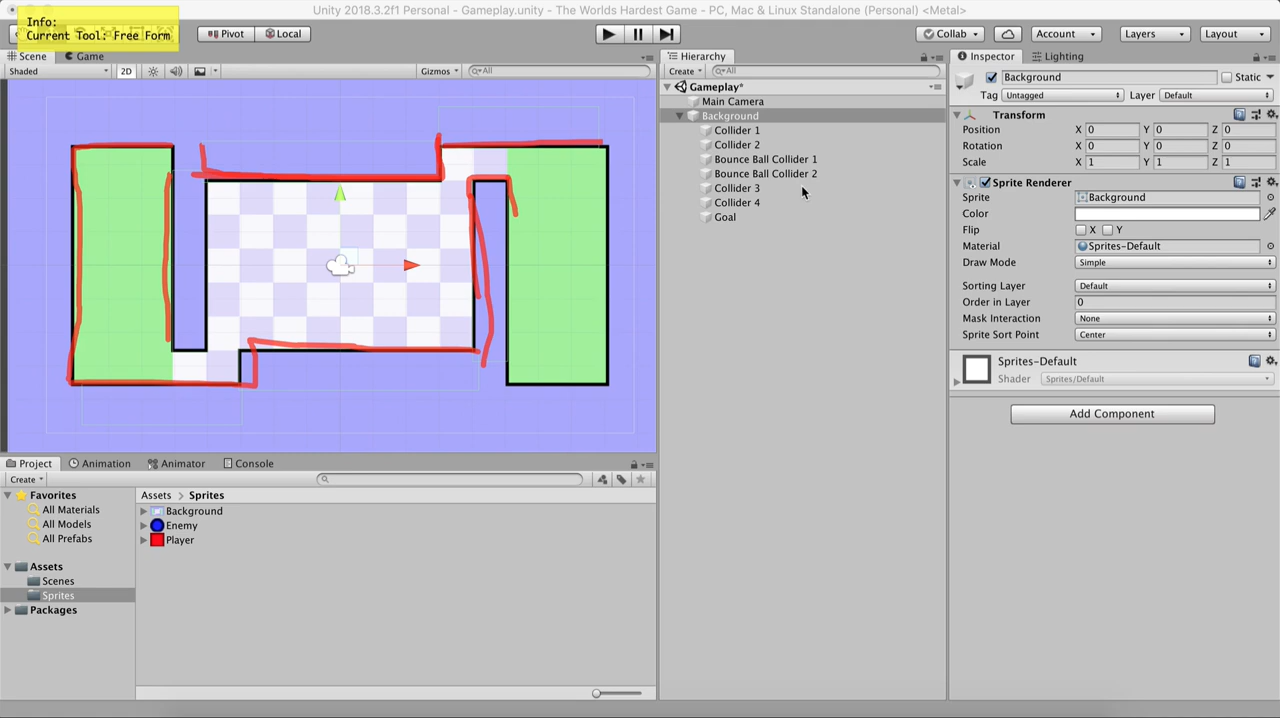 Unity 2018.3.2f1 Personal - Gameplay.unity - The Worlds Hardest Game - PC, Mac & Linux Standalone (Personal) <Metal>
Info:
Current Tool: Free Form
Pivot Local Collab Account Layers Layout
Scene Game
Shaded 2D Gizmos All
Hierarchy
Create All
Gameplay*
Main Camera
Background
Collider 1
Collider 2
Bounce Ball Collider 1
Bounce Ball Collider 2
Collider 3
Collider 4
Goal
Inspector Lighting
Background Static
Tag Untagged Layer Default
Transform
Position X 0 Y 0 Z 0
Rotation X 0 Y 0 Z 0
Scale X 1 Y 1 Z 1
Sprite Renderer
Sprite Background
Color
Flip X Y
Material Sprites-Default
Draw Mode Simple
Sorting Layer Default
Order in Layer 0
Mask Interaction None
Sprite Sort Point Center
Sprites-Default
Shader Sprites/Default
Add Component
Project Animation Animator Console
Create
Favorites
All Materials
All Models
All Prefabs
Assets
Scenes
Sprites
Packages
Assets > Sprites
Background
Enemy
Player